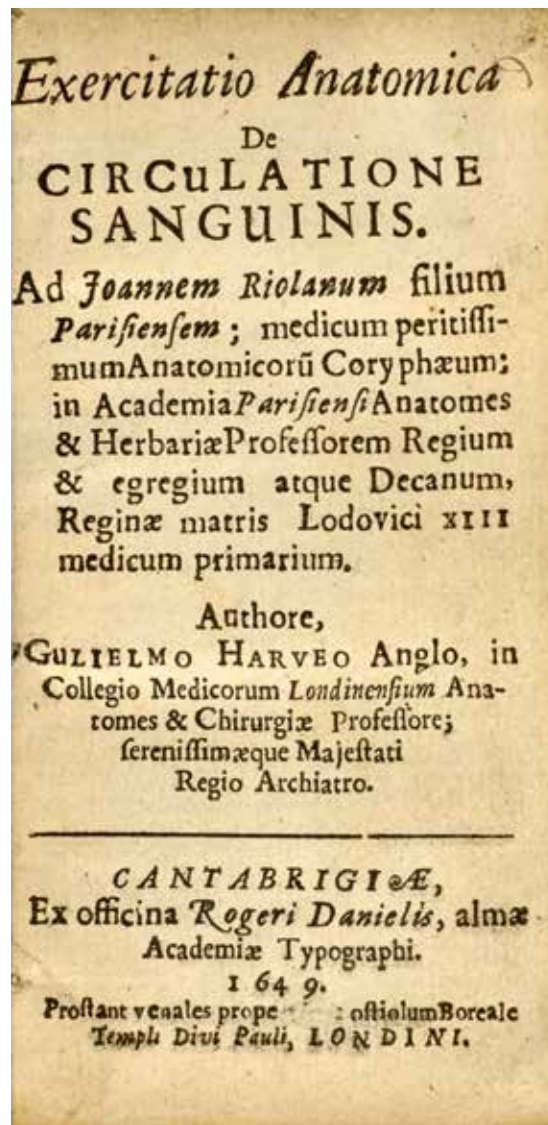 Exercitatio Anatomica
De
CIRCuLATIONE
SANGUINIS.
Ad Joannem Riolanum filium
Pariſienſem ; medicum peritiſſi-
mumAnatomicorũ Coryphæum;
in AcademiaPariſienſiAnatomes
& HerbariæProfeſſorem Regium
& egregium atque Decanum,
Reginæ matris Lodovici XIII
medicum primarium.
Authore,
GULIELMO HARVEO Anglo, in
Collegio Medicorum Londinenſium Ana-
tomes & Chirurgiæ Profeſſore;
ſereniſſimæque Majeſtati
Regio Archiatro.
CANTABRIGIÆ,
Ex officina Rogeri Danielis, almæ
Academiæ Typographi.
1649.
Proſtant venales prope oſtiolumBoreale
Templi Divi Pauli, LONDINI.